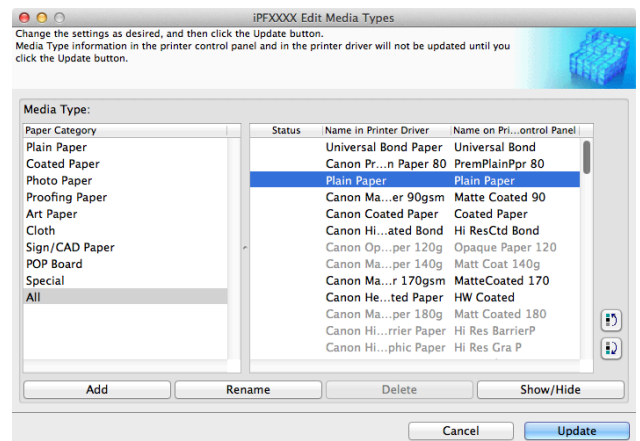 iPFXXXX Edit Media Types
Change the settings as desired, and then click the Update button.
Media Type information in the printer control panel and in the printer driver will not be updated until you
click the Update button.
Media Type:
Paper Category
Plain Paper
Coated Paper
Photo Paper
Proofing Paper
Art Paper
Cloth
Sign/CAD Paper
POP Board
Special
All
Status Name in Printer Driver Name on Pri...ontrol Panel
Universal Bond Paper Universal Bond
Canon Pr...n Paper 80 PremPlainPpr 80
Plain Paper Plain Paper
Canon Ma...er 90gsm Matte Coated 90
Canon Coated Paper Coated Paper
Canon Hi...ated Bond Hi ResCtd Bond
Canon Op...per 120g Opaque Paper 120
Canon Ma...per 140g Matt Coat 140g
Canon Ma...r 170gsm MatteCoated 170
Canon He...ted Paper HW Coated
Canon Ma...per 180g Matt Coated 180
Canon Hi...rrier Paper Hi Res BarrierP
Canon Hi...phic Paper Hi Res Gra P
Add Rename Delete Show/Hide
Cancel Update